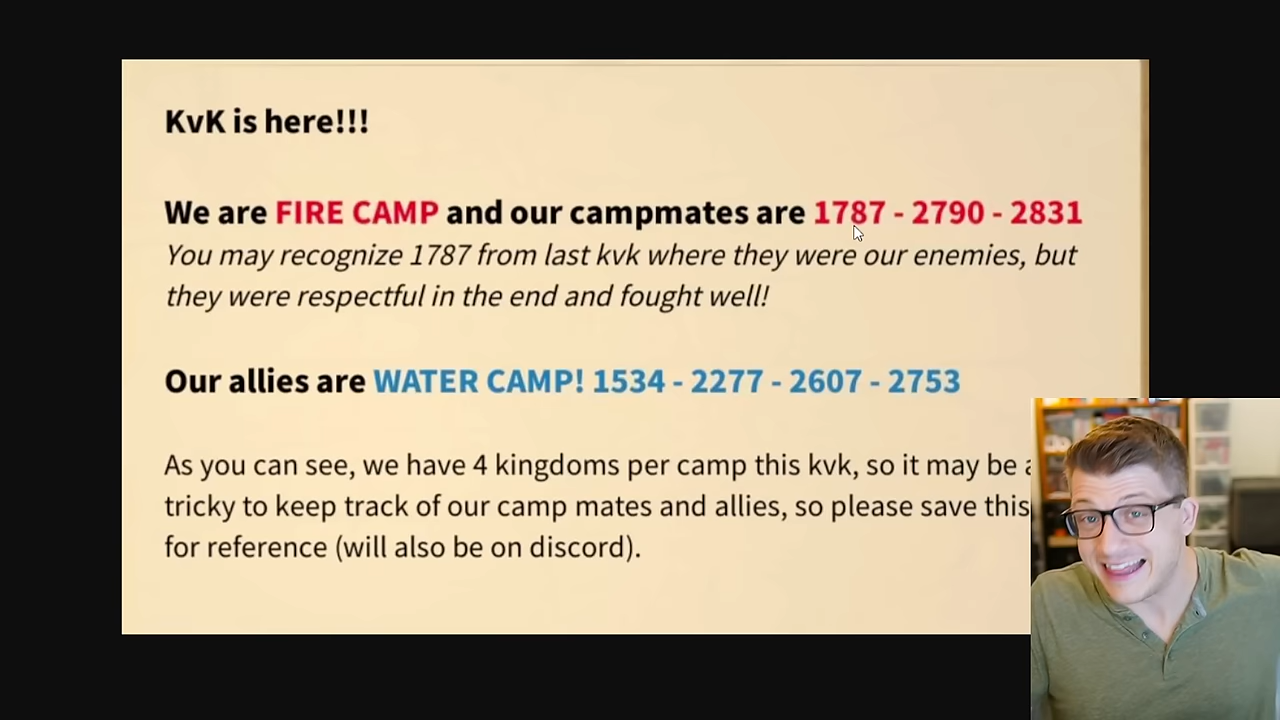 KvK is here!!!
We are FIRE CAMP and our campmates are 1787 - 2790 - 2831
You may recognize 1787 from last kvk where they were our enemies, but
they were respectful in the end and fought well!
Our allies are WATER CAMP! 1534 - 2277 - 2607 - 2753
As you can see, we have 4 kingdoms per camp this kvk, so it may be
tricky to keep track of our camp mates and allies, so please save this
for reference (will also be on discord).